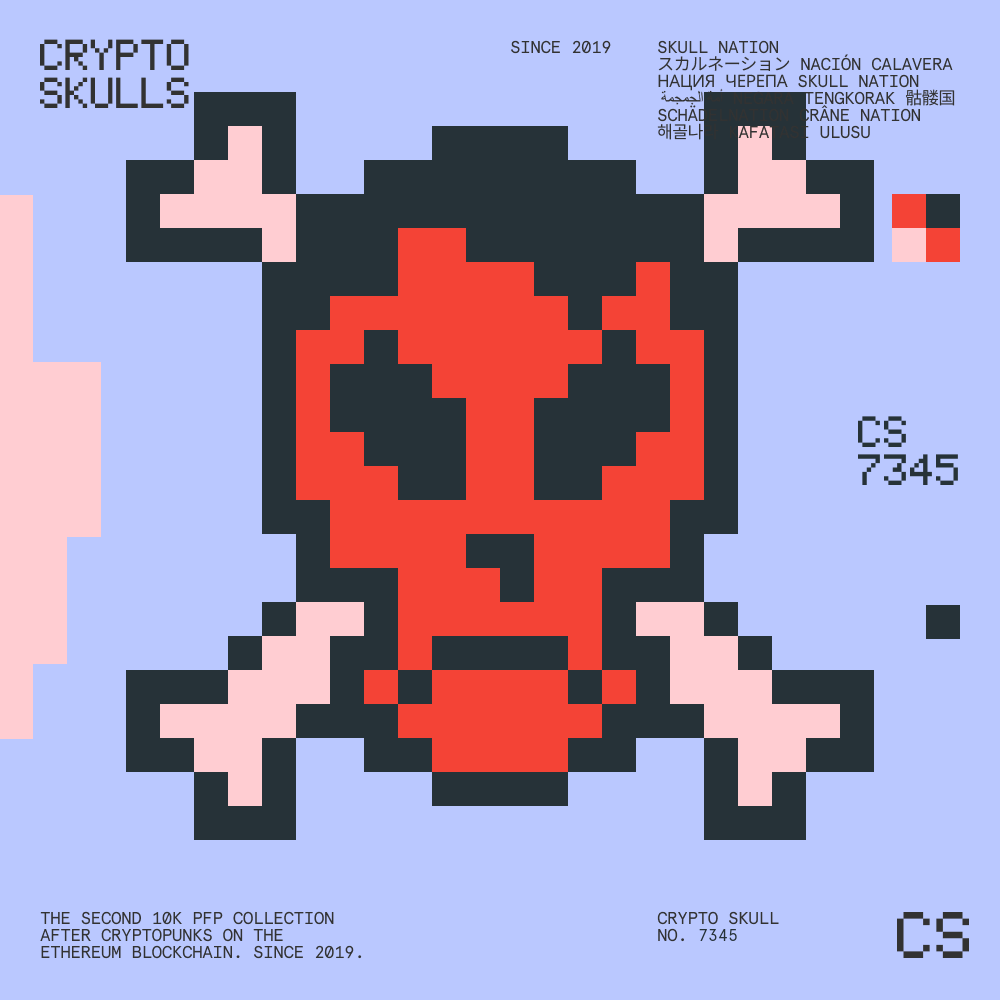 CRYPTO
SKULLS
SINCE 2019
SKULL NATION
スカルネーション NACIÓN CALAVERA
НАЦИЯ ЧЕРЕПА SKULL NATION
الجمجمة TENGKORAK 骷髅国
CRÂNE NATION
해골나 ULUSU
CS
7345
THE SECOND 10K PFP COLLECTION
AFTER CRYPTOPUNKS ON THE
ETHEREUM BLOCKCHAIN. SINCE 2019.
CRYPTO SKULL
NO. 7345
CS